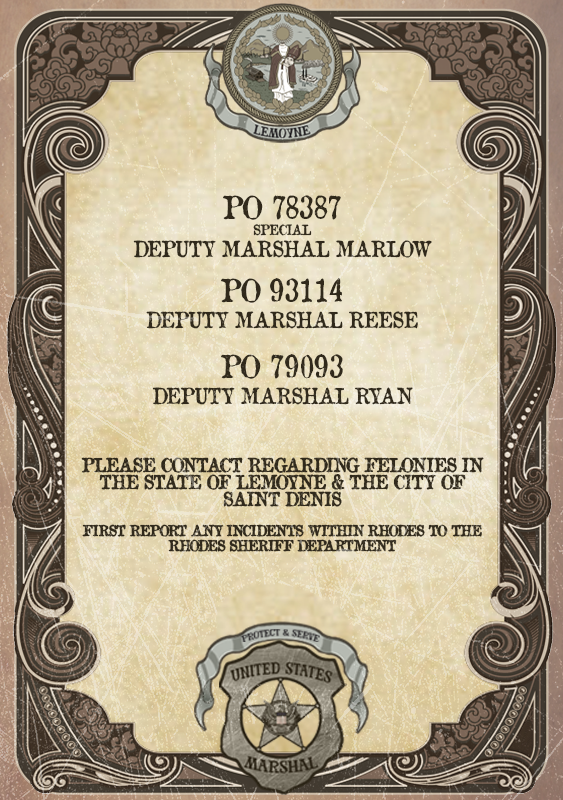 LEMOYNE
PO 78387
SPECIAL
DEPUTY MARSHAL MARLOW
PO 93114
DEPUTY MARSHAL REESE
PO 79093
DEPUTY MARSHAL RYAN
PLEASE CONTACT REGARDING FELONIES IN
THE STATE OF LEMOYNE & THE CITY OF
SAINT DENIS
FIRST REPORT ANY INCIDENTS WITHIN RHODES TO THE
RHODES SHERIFF DEPARTMENT
PROTECT & SERVE
UNITED STATES
MARSHAL